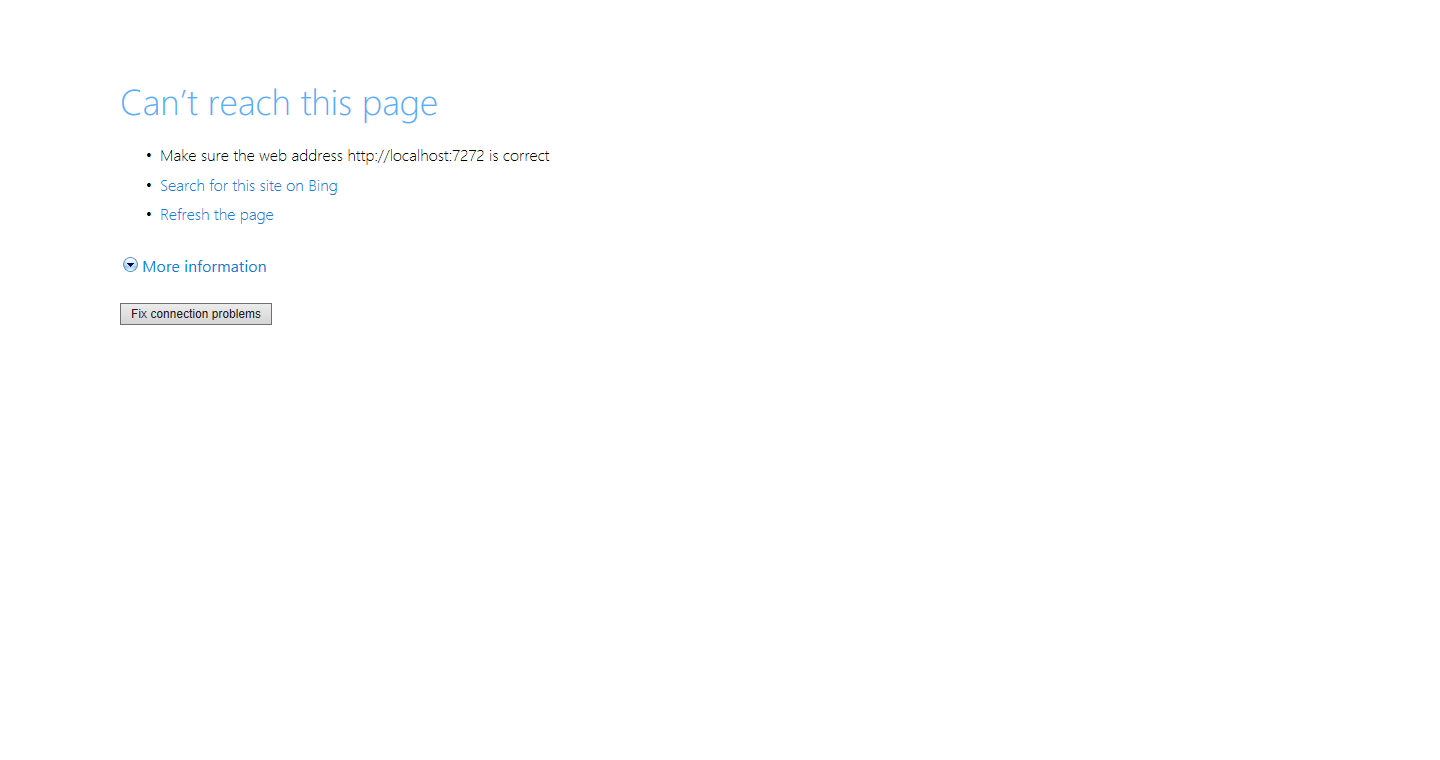 Can't reach this page
• Make sure the web address http://localhost:7272 is correct
• Search for this site on Bing
• Refresh the page
More information
Fix connection problems